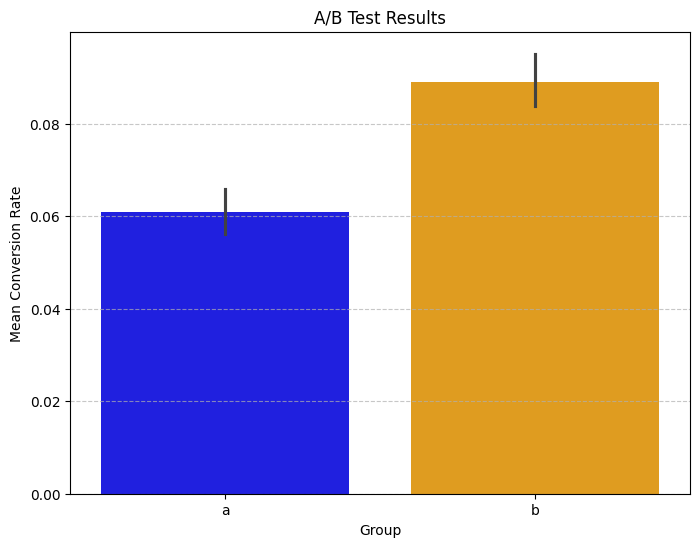 A/B Test Results
Mean Conversion Rate
0.08
0.06
0.04
0.02
0.00
a
b
Group